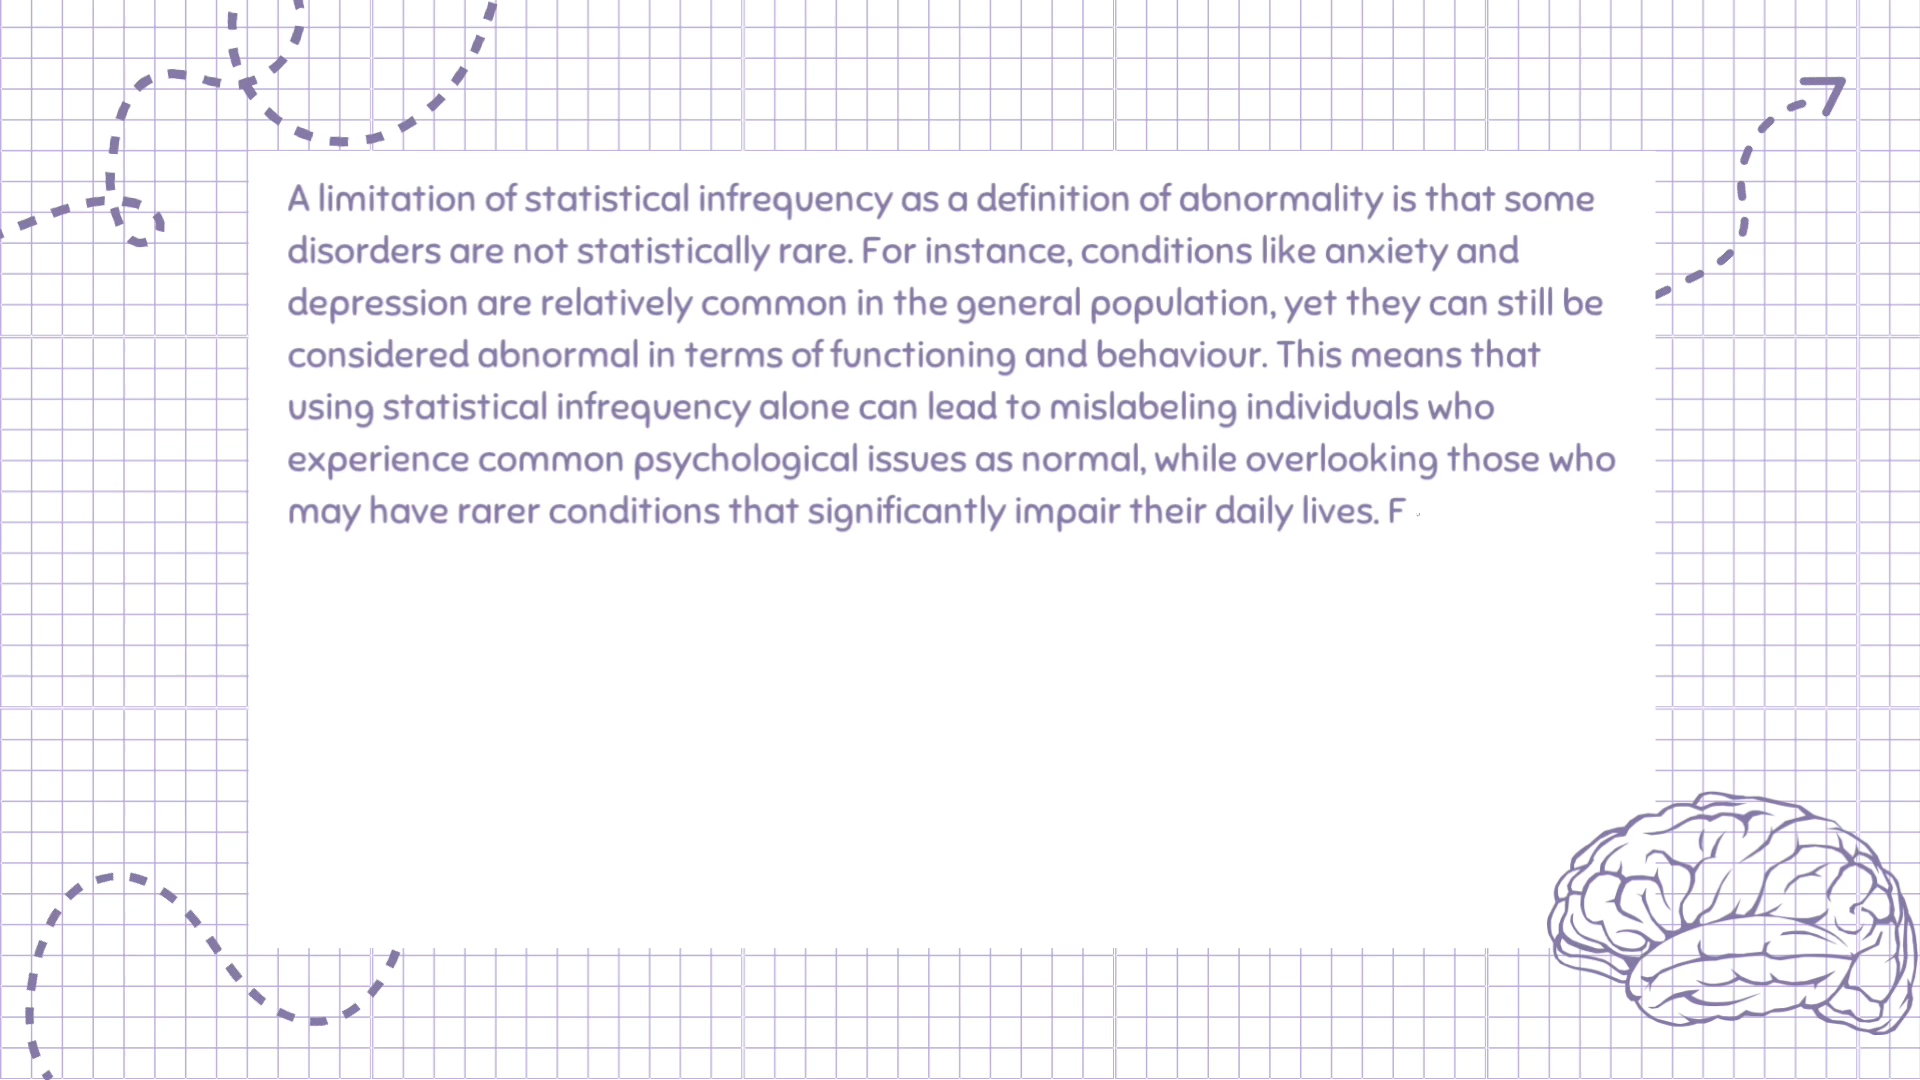 A limitation of statistical infrequency as a definition of abnormality is that some
disorders are not statistically rare. For instance, conditions like anxiety and
depression are relatively common in the general population, yet they can still be
considered abnormal in terms of functioning and behaviour. This means that
using statistical infrequency alone can lead to mislabeling individuals who
experience common psychological issues as normal, while overlooking those who
may have rarer conditions that significantly impair their daily lives. F